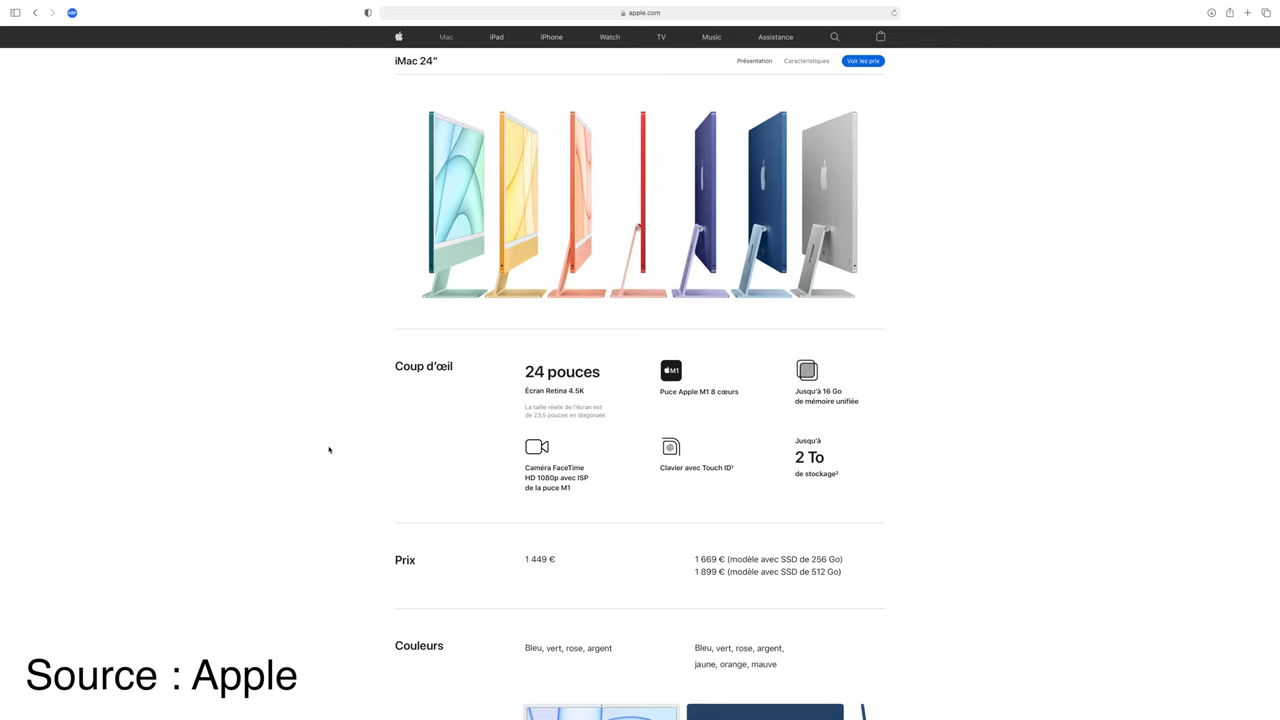 ABP
apple.com
Mac iPad iPhone Watch TV Music Assistance
iMac 24″
Présentation Caractéristiques Voir les prix
Coup d’œil
24 pouces
Écran Retina 4.5K
La taille réelle de l’écran est
de 23,5 pouces en diagonale.
M1
Puce Apple M1 8 cœurs
Jusqu’à 16 Go
de mémoire unifiée
Caméra FaceTime
HD 1080p avec ISP
de la puce M1
Clavier avec Touch ID¹
Jusqu’à
2 To
de stockage²
Prix
1 449 €
1 669 € (modèle avec SSD de 256 Go)
1 899 € (modèle avec SSD de 512 Go)
Couleurs
Bleu, vert, rose, argent
Bleu, vert, rose, argent,
jaune, orange, mauve
Source : Apple